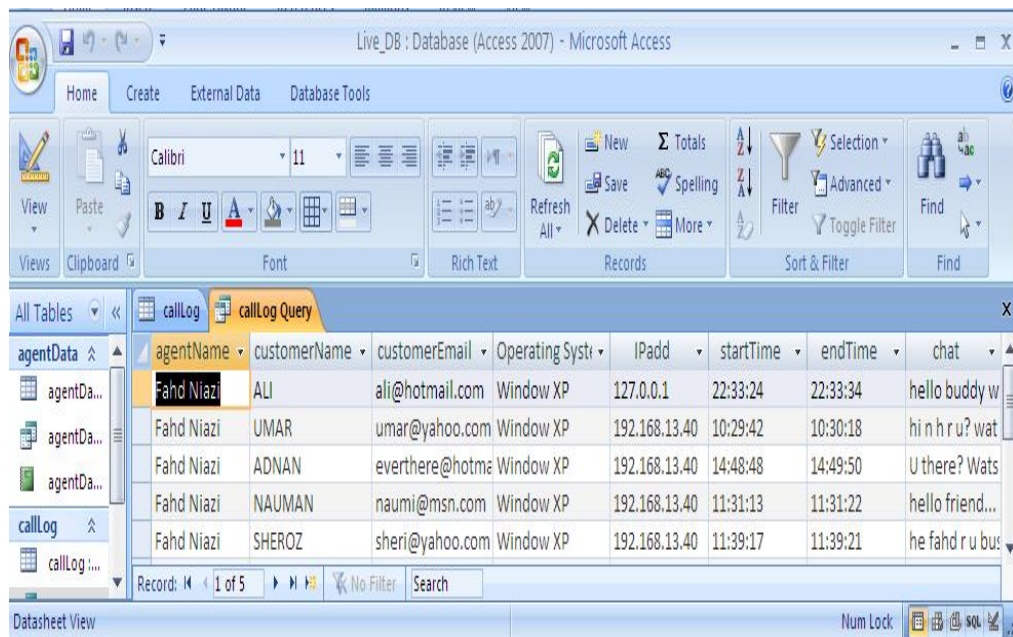 Live_DB : Database (Access 2007) - Microsoft Access
Home Create External Data Database Tools
View
Paste
Calibri 11
B I U A
ab
Refresh All
New
Save
Delete
Σ Totals
ABC Spelling
More
A Z
Z A
Filter
Selection
Advanced
Toggle Filter
Find
ab ac
Views Clipboard Font Rich Text Records Sort & Filter Find
All Tables « callLog callLog Query X
agentData
agentDa...
agentDa...
agentDa...
callLog
callLog :...
agentName customerName customerEmail Operating Syste IPadd startTime endTime chat
Fahd Niazi ALI ali@hotmail.com Window XP 127.0.0.1 22:33:24 22:33:34 hello buddy w
Fahd Niazi UMAR umar@yahoo.com Window XP 192.168.13.40 10:29:42 10:30:18 hi n h r u? wat
Fahd Niazi ADNAN everthere@hotma Window XP 192.168.13.40 14:48:48 14:49:50 U there? Wats
Fahd Niazi NAUMAN naumi@msn.com Window XP 192.168.13.40 11:31:13 11:31:22 hello friend...
Fahd Niazi SHEROZ sheri@yahoo.com Window XP 192.168.13.40 11:39:17 11:39:21 he fahd r u bus
Record: 1 of 5 No Filter Search
Datasheet View Num Lock SQL